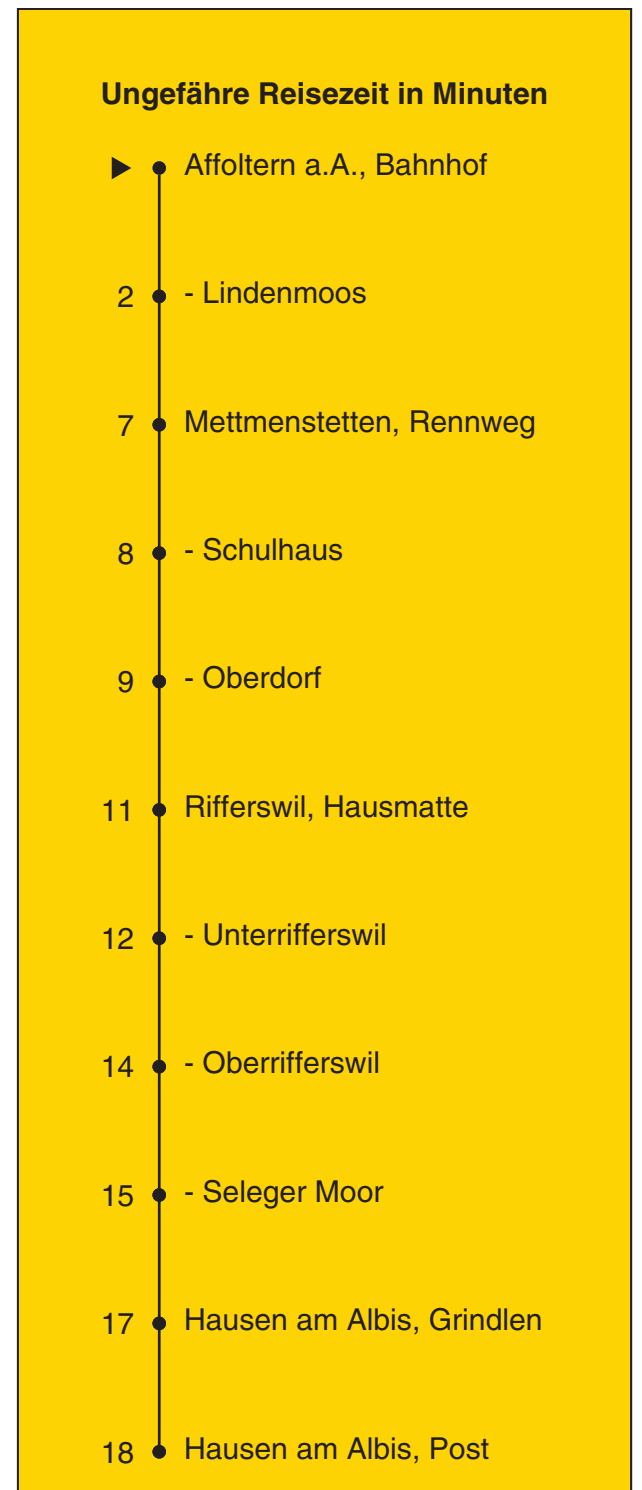 Ungefähre Reisezeit in Minuten
Affoltern a.A., Bahnhof
2 - Lindenmoos
7 Mettmenstetten, Rennweg
8 - Schulhaus
9 - Oberdorf
11 Rifferswil, Hausmatte
12 - Unterrifferswil
14 - Oberrifferswil
15 - Seleger Moor
17 Hausen am Albis, Grindlen
18 Hausen am Albis, Post